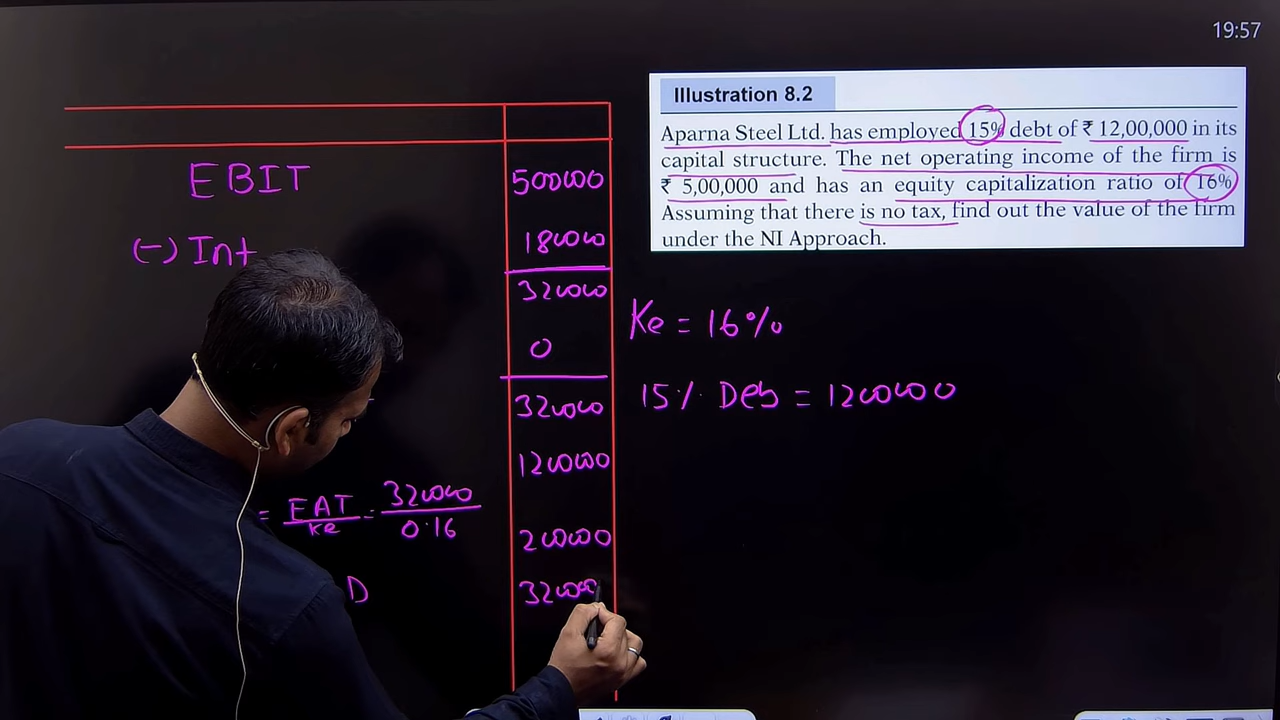 19:57
Illustration 8.2
Aparna Steel Ltd. has employed 15% debt of ₹ 12,00,000 in its
capital structure. The net operating income of the firm is
₹ 5,00,000 and has an equity capitalization ratio of 16%
Assuming that there is no tax, find out the value of the firm
under the NI Approach.
EBIT 500000
(-) Int 180000
320000
0
320000
1200000
= EAT/Ke = 320000/0.16 2000000
D
Ke = 16%
15% Deb = 1200000